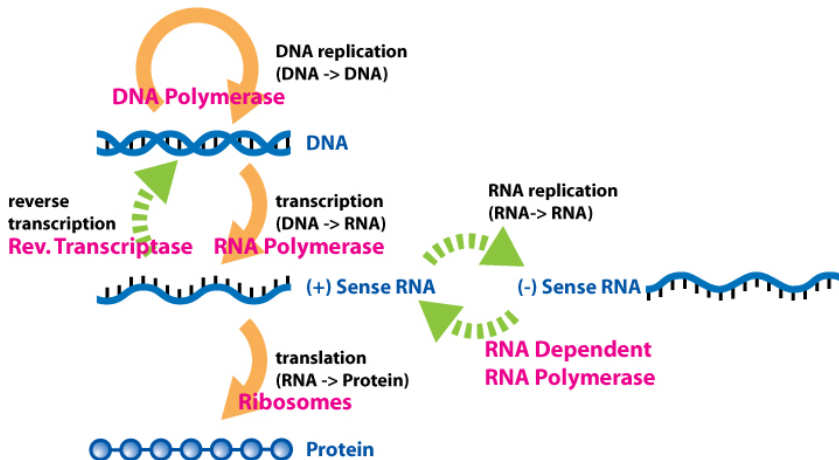 DNA replication
(DNA -> DNA)
DNA Polymerase
DNA
reverse
transcription
Rev. Transcriptase
transcription
(DNA -> RNA)
RNA Polymerase
RNA replication
(RNA-> RNA)
(+) Sense RNA
(-) Sense RNA
RNA Dependent
RNA Polymerase
translation
(RNA -> Protein)
Ribosomes
Protein